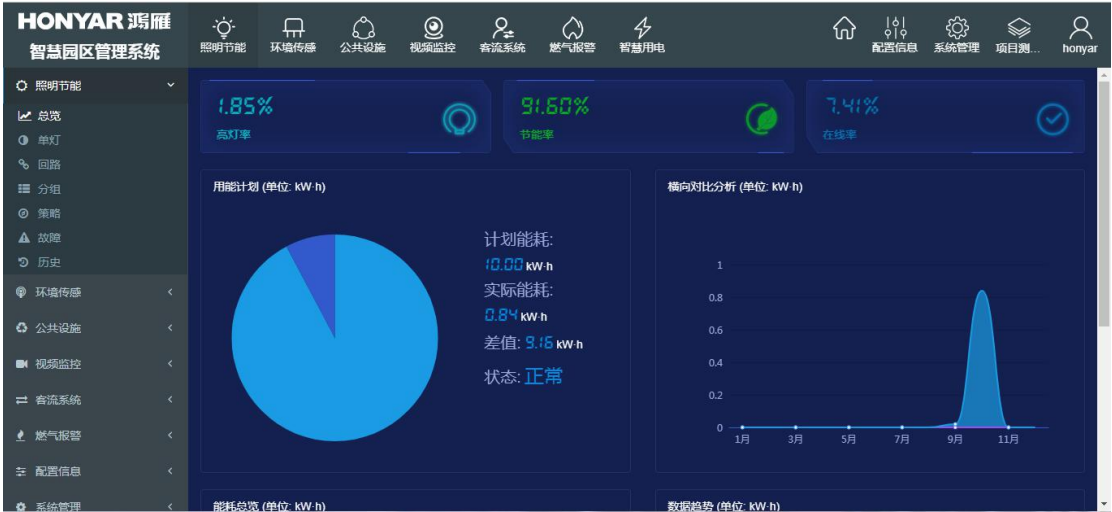 HONYAR 鸿雁
智慧园区管理系统
照明节能
环境传感
公共设施
视频监控
客流系统
燃气报警
智慧用电
配置信息
系统管理
项目测...
honyar
照明节能
总览
单灯
回路
分组
策略
故障
历史
环境传感
公共设施
视频监控
客流系统
燃气报警
配置信息
系统管理
1.85%
亮灯率
91.60%
节能率
7.41%
在线率
用能计划 (单位: kW·h)
计划能耗:
10.00 kW·h
实际能耗:
0.84 kW·h
差值: 9.16 kW·h
状态: 正常
横向对比分析 (单位: kW·h)
1
0.8
0.6
0.4
0.2
0
1月 3月 5月 7月 9月 11月
能耗总览 (单位: kW·h)
数据趋势 (单位: kW·h)